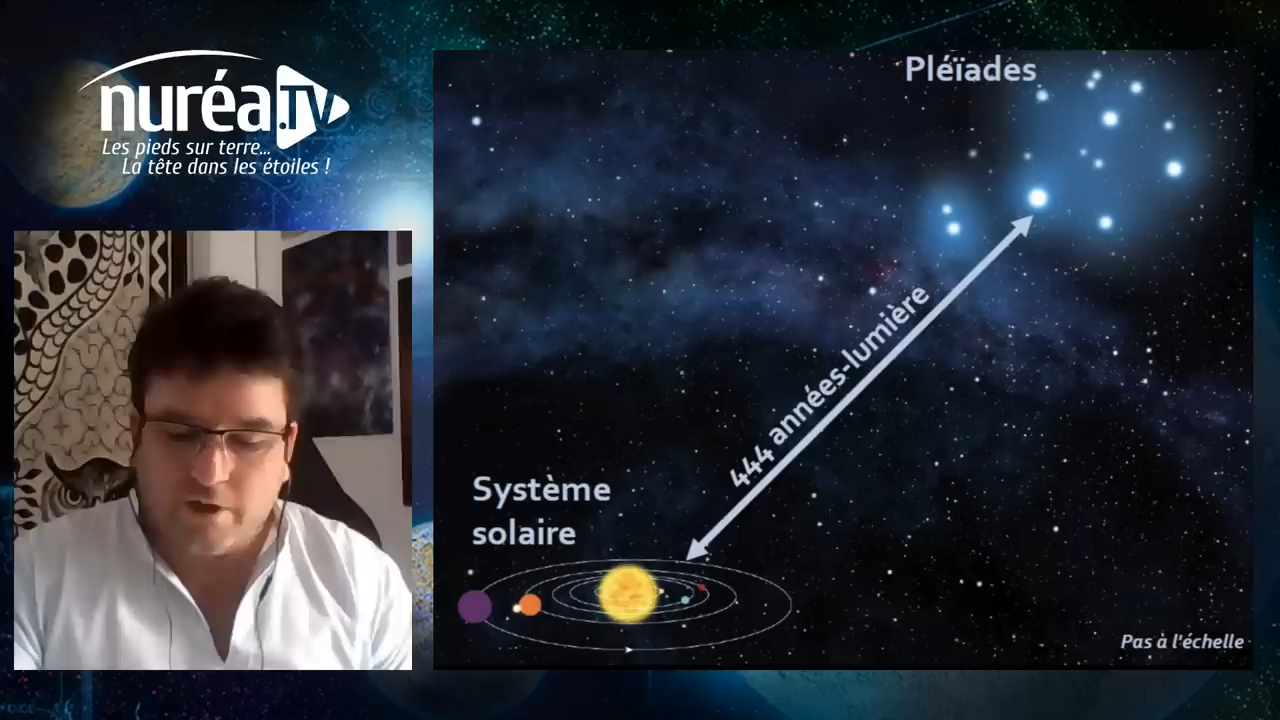 nuréa.TV
Les pieds sur terre...
La tête dans les étoiles !
Pléïades
444 années-lumière
Système
solaire
Pas à l'échelle